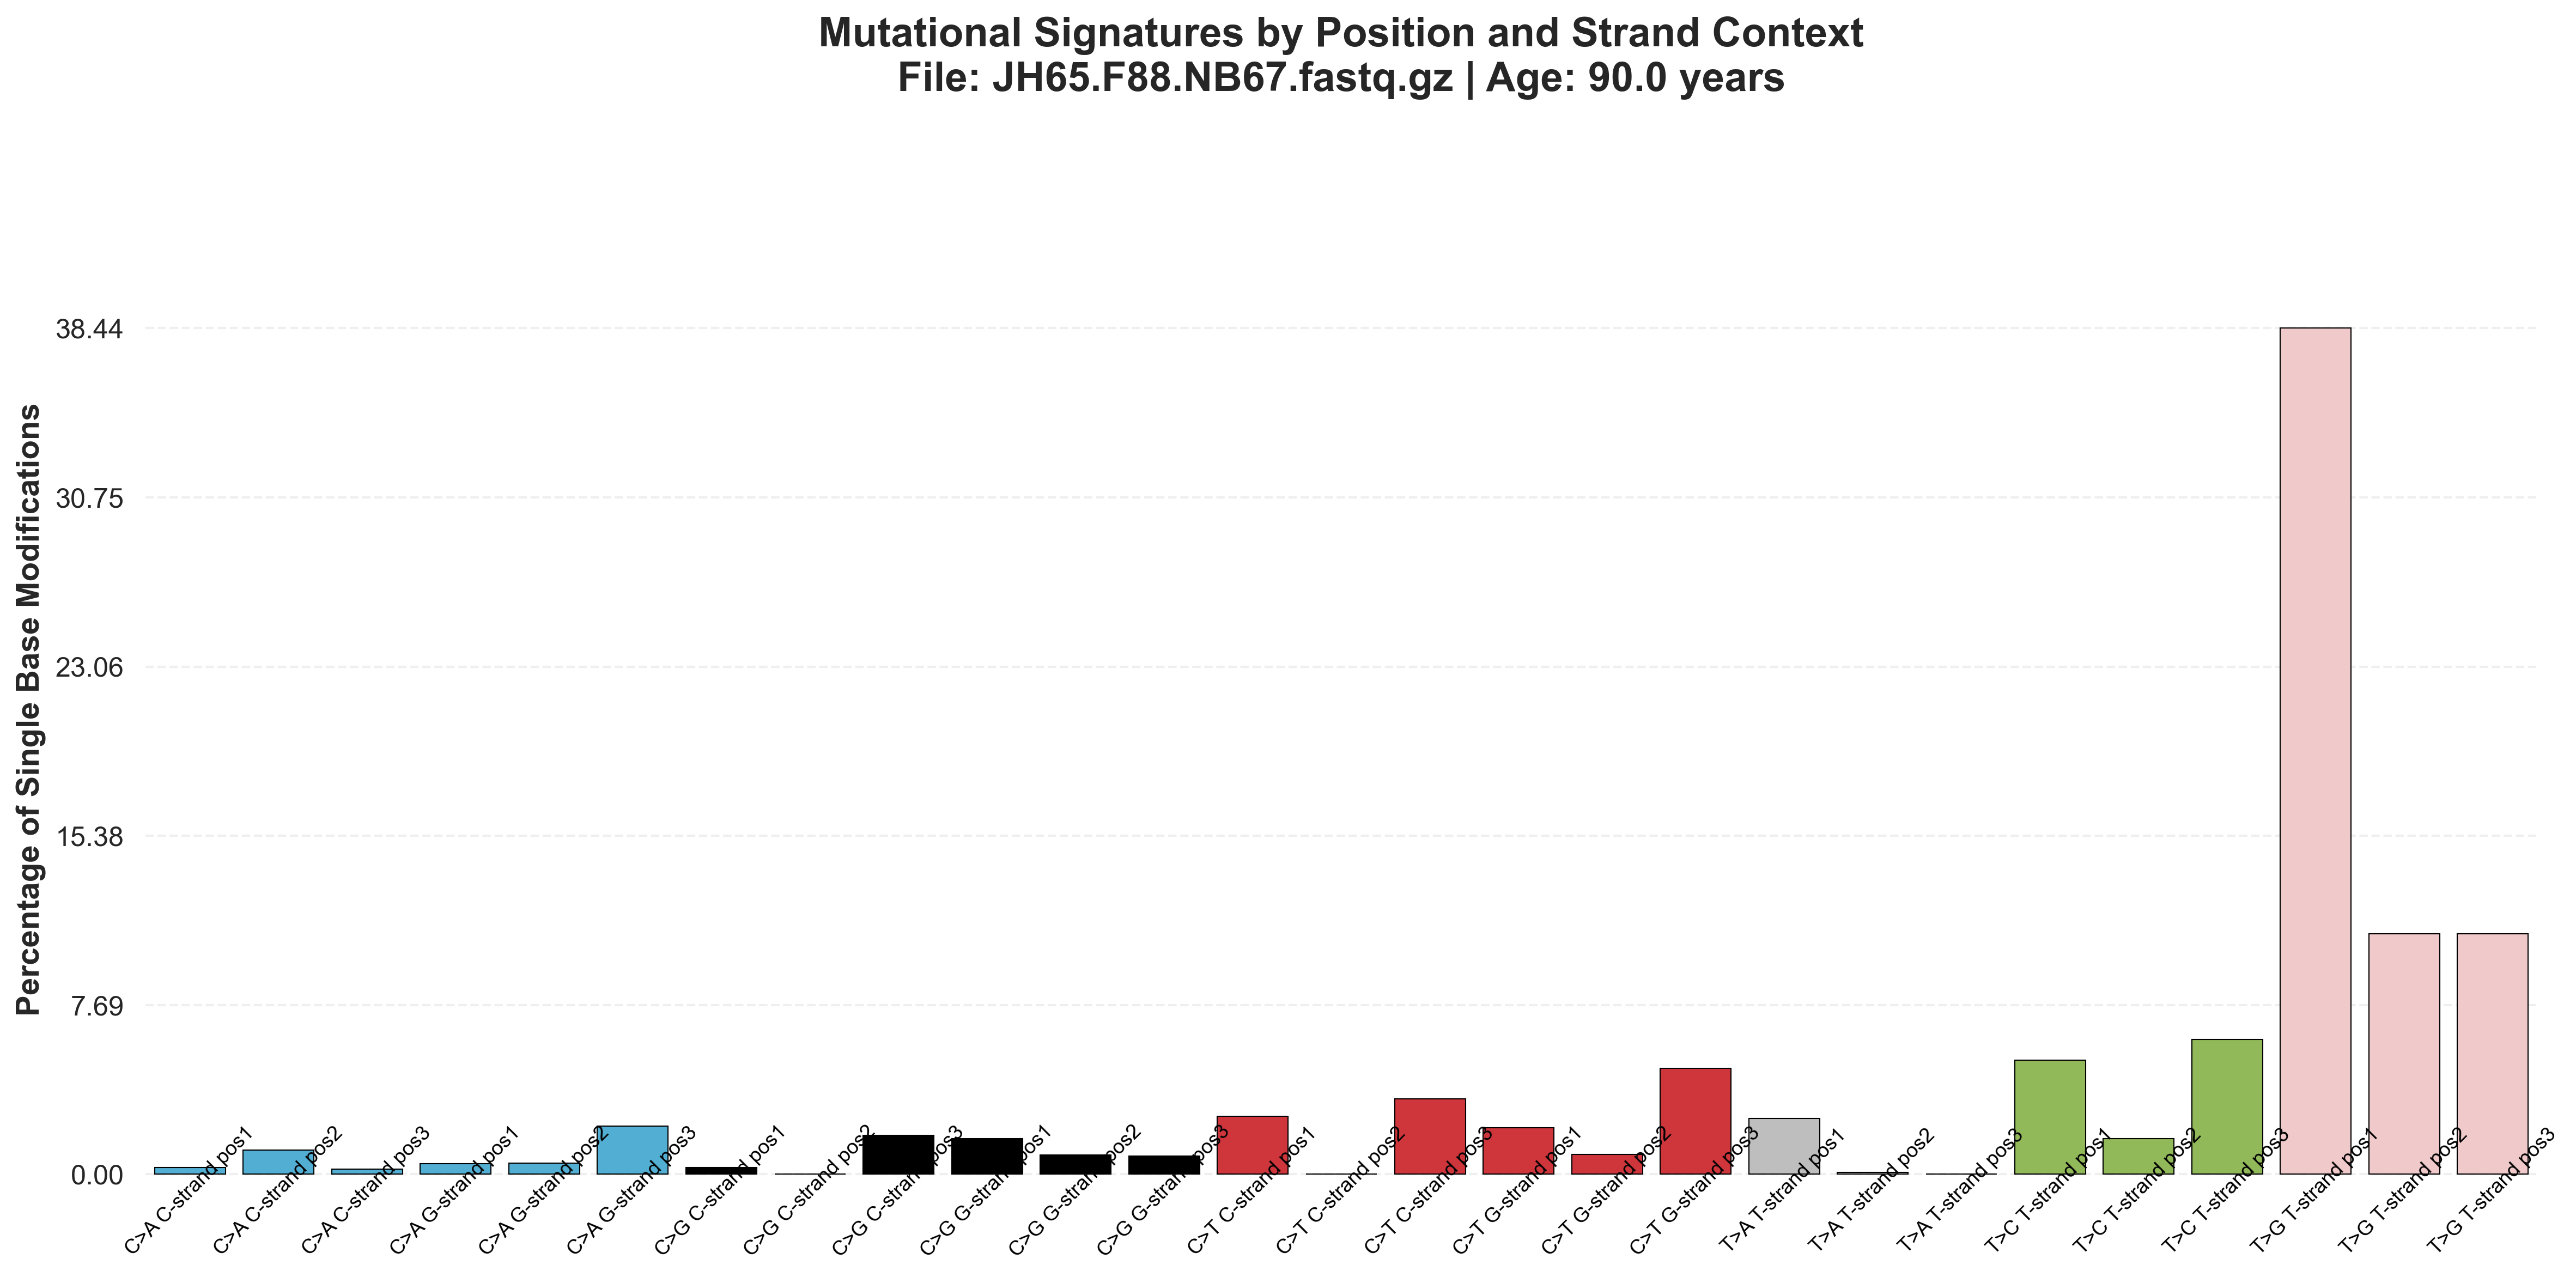 Mutational Signatures by Position and Strand Context
File: JH65.F88.NB67.fastq.gz | Age: 90.0 years
Percentage of Single Base Modifications
38.44
30.75
23.06
15.38
7.69
0.00
C>A C-strand pos1
C>A C-strand pos2
C>A C-strand pos3
C>A G-strand pos1
C>A G-strand pos2
C>A G-strand pos3
C>G C-strand pos1
C>G C-strand pos2
C>G C-strand pos3
C>G G-strand pos1
C>G G-strand pos2
C>G G-strand pos3
C>T C-strand pos1
C>T C-strand pos2
C>T C-strand pos3
C>T G-strand pos1
C>T G-strand pos2
C>T G-strand pos3
T>A T-strand pos1
T>A T-strand pos2
T>A T-strand pos3
T>C T-strand pos1
T>C T-strand pos2
T>C T-strand pos3
T>G T-strand pos1
T>G T-strand pos2
T>G T-strand pos3